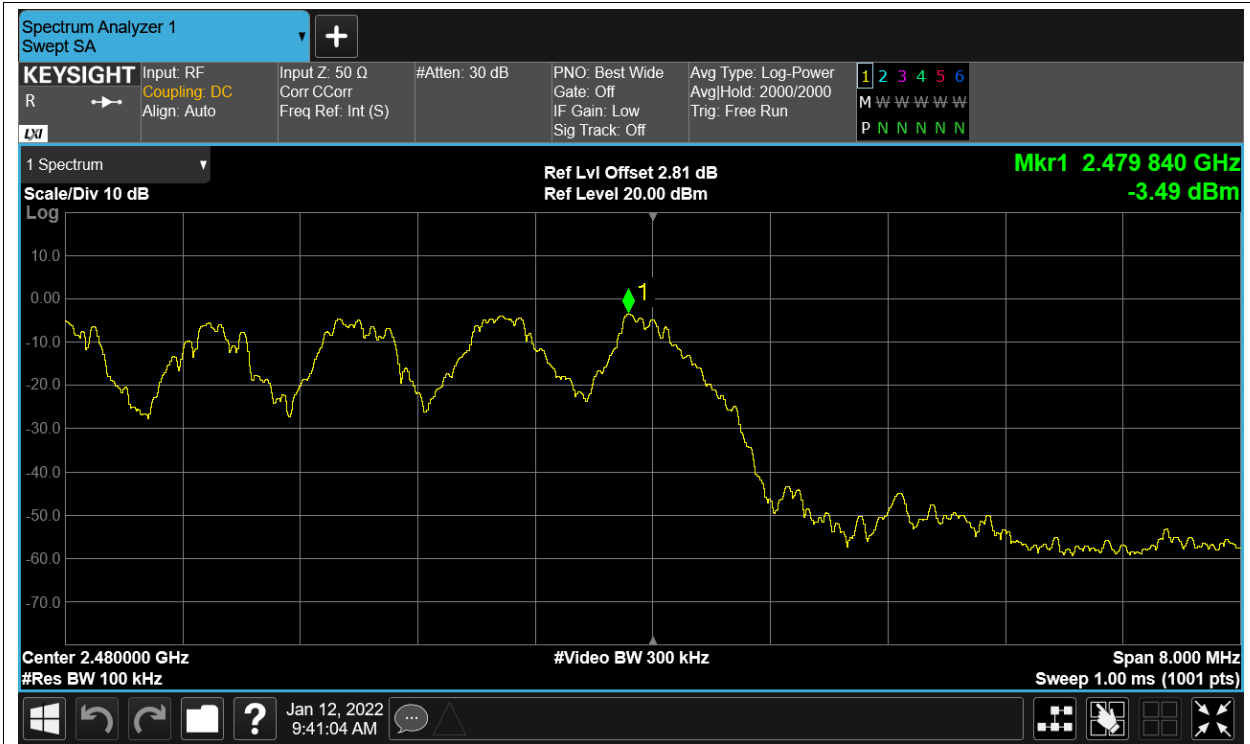 Spectrum Analyzer 1
Swept SA
KEYSIGHT
R
LXI
Input: RF
Coupling: DC
Align: Auto
Input Z: 50 Ω
Corr CCorr
Freq Ref: Int (S)
#Atten: 30 dB
PNO: Best Wide
Gate: Off
IF Gain: Low
Sig Track: Off
Avg Type: Log-Power
Avg|Hold: 2000/2000
Trig: Free Run
1 2 3 4 5 6
M W W W W W
P N N N N N
1 Spectrum
Scale/Div 10 dB
Ref Lvl Offset 2.81 dB
Ref Level 20.00 dBm
Mkr1 2.479 840 GHz
-3.49 dBm
Log
10.0
0.00
-10.0
-20.0
-30.0
-40.0
-50.0
-60.0
-70.0
1
Center 2.480000 GHz
#Res BW 100 kHz
#Video BW 300 kHz
Span 8.000 MHz
Sweep 1.00 ms (1001 pts)
?
Jan 12, 2022
9:41:04 AM